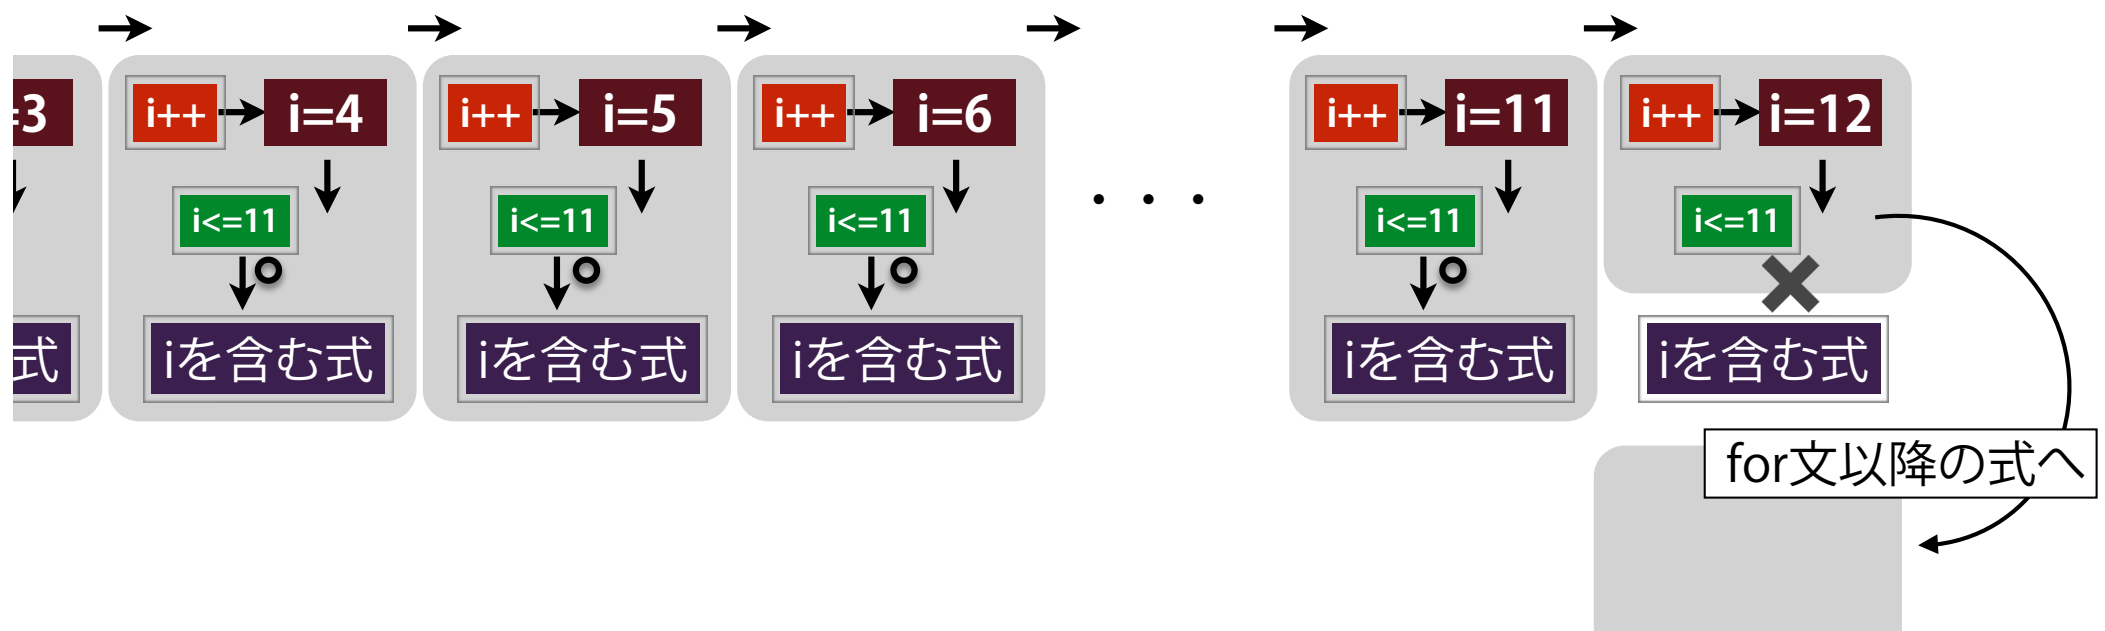 =3
i++ i=4
i++ i=5
i++ i=6
i++ i=11
i++ i=12
i<=11
i<=11
i<=11
・・・
i<=11
i<=11
式
iを含む式
iを含む式
iを含む式
iを含む式
iを含む式
for文以降の式へ